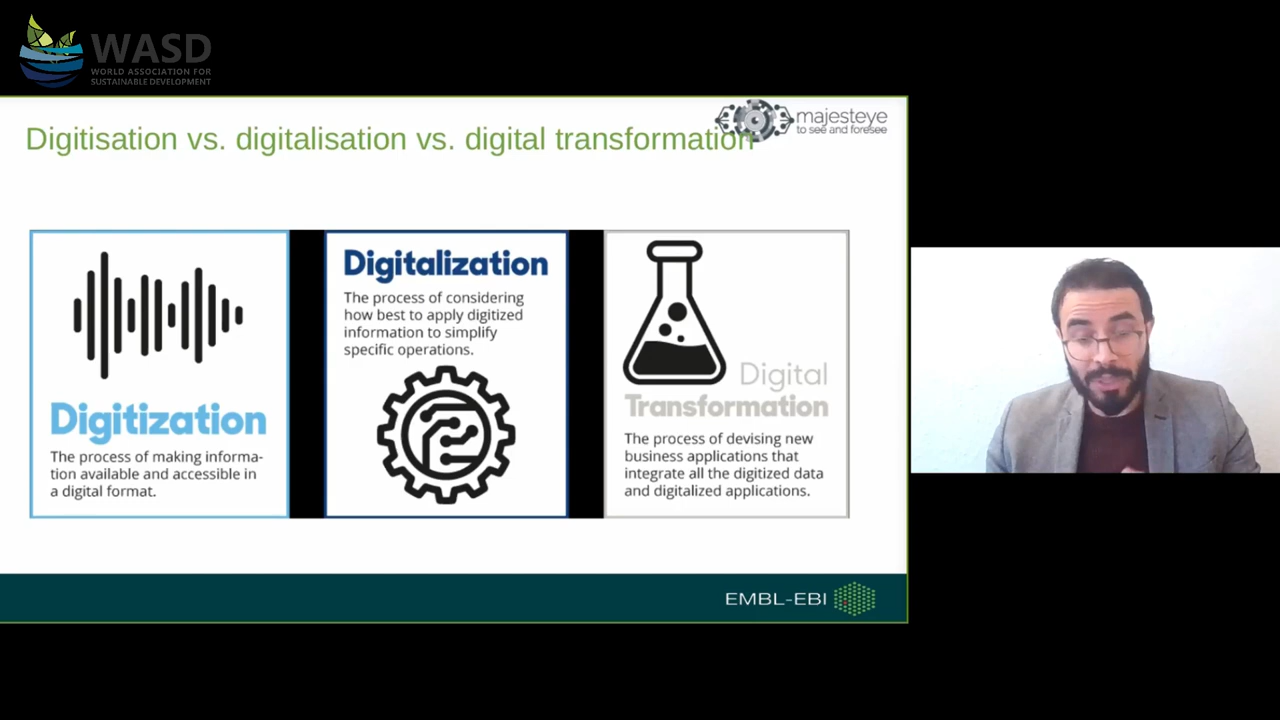 WASD
WORLD ASSOCIATION FOR
SUSTAINABLE DEVELOPMENT
majesteye
to see and foresee
Digitisation vs. digitalisation vs. digital transformation
Digitization
The process of making informa-
tion available and accessible in
a digital format.
Digitalization
The process of considering
how best to apply digitized
information to simplify
specific operations.
Digital
Transformation
The process of devising new
business applications that
integrate all the digitized data
and digitalized applications.
EMBL-EBI